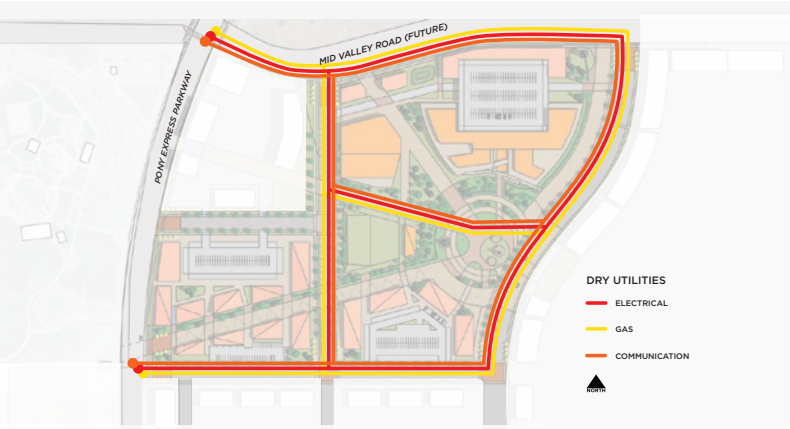 MID VALLEY ROAD (FUTURE)
PONY EXPRESS PARKWAY
DRY UTILITIES
ELECTRICAL
GAS
COMMUNICATION
NORTH